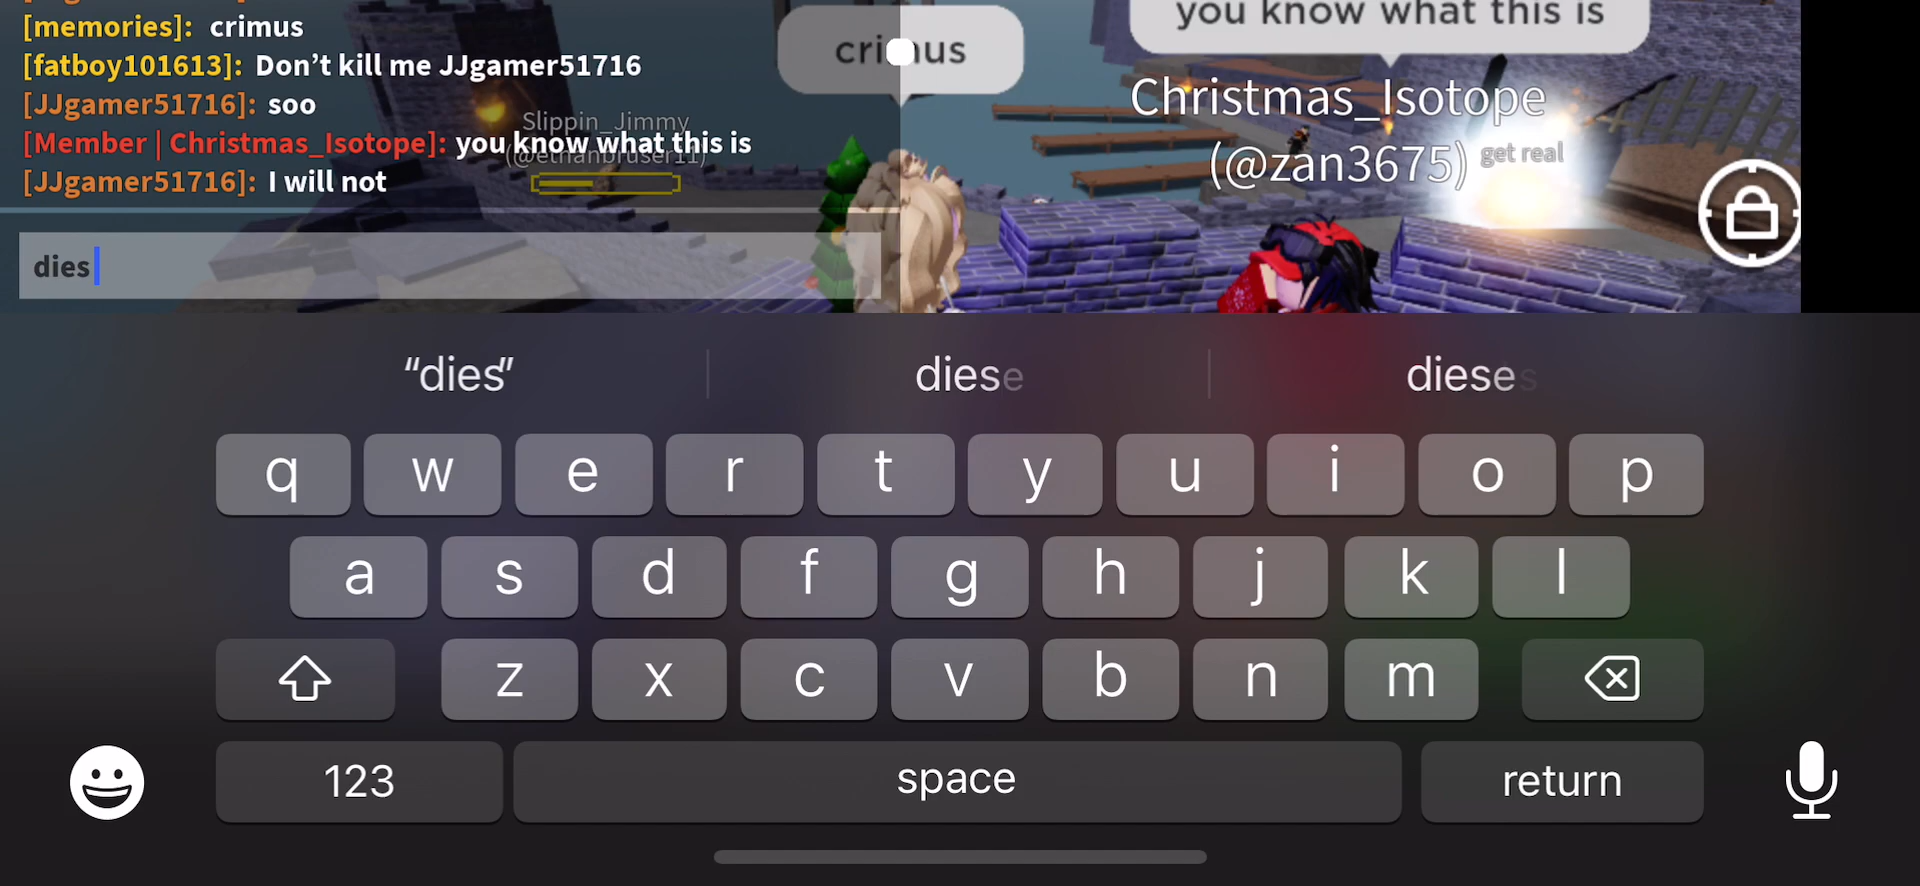 [memories]: crimus
[fatboy101613]: Don’t kill me JJgamer51716
[JJgamer51716]: soo
[Member | Christmas_Isotope]: you know what this is
[JJgamer51716]: I will not
dies
Slippin_Jimmy
(@ethanbruser11)
crimus
you know what this is
Christmas_Isotope
(@zan3675)
get real
“dies” diese dieses
q w e r t y u i o p
a s d f g h j k l
z x c v b n m
123 space return